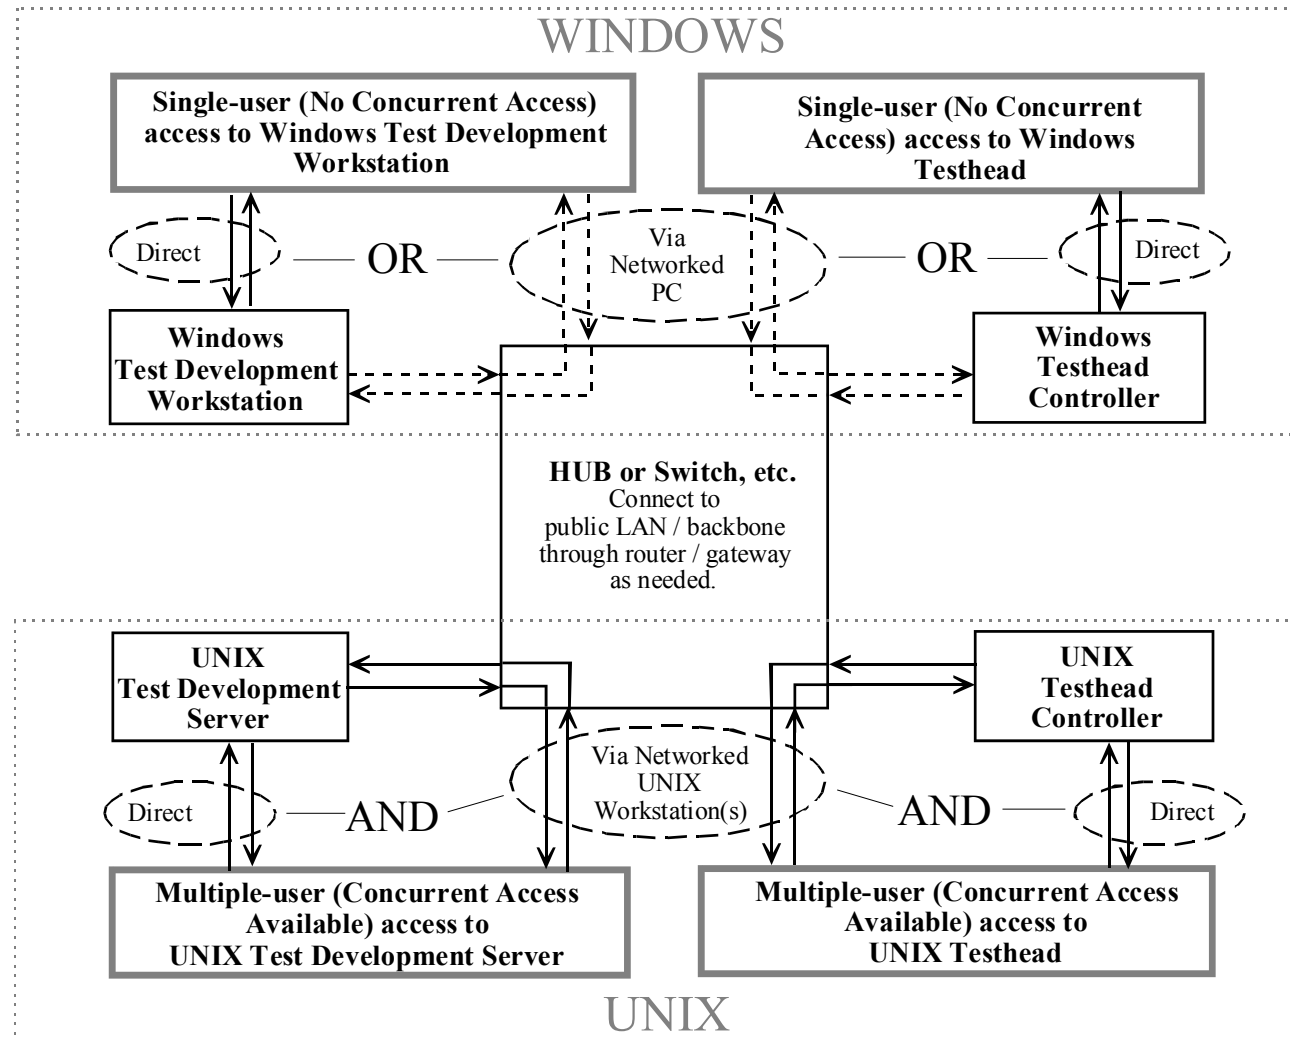 WINDOWS
Single-user (No Concurrent Access)
access to Windows Test Development
Workstation
Single-user (No Concurrent
Access) access to Windows
Testhead
Direct
OR
Via
Networked
PC
OR
Direct
Windows
Test Development
Workstation
Windows
Testhead
Controller
HUB or Switch, etc.
Connect to
public LAN / backbone
through router / gateway
as needed.
UNIX
Test Development
Server
UNIX
Testhead
Controller
Direct
AND
Via Networked
UNIX
Workstation(s)
AND
Direct
Multiple-user (Concurrent Access
Available) access to
UNIX Test Development Server
Multiple-user (Concurrent Access
Available) access to
UNIX Testhead
UNIX